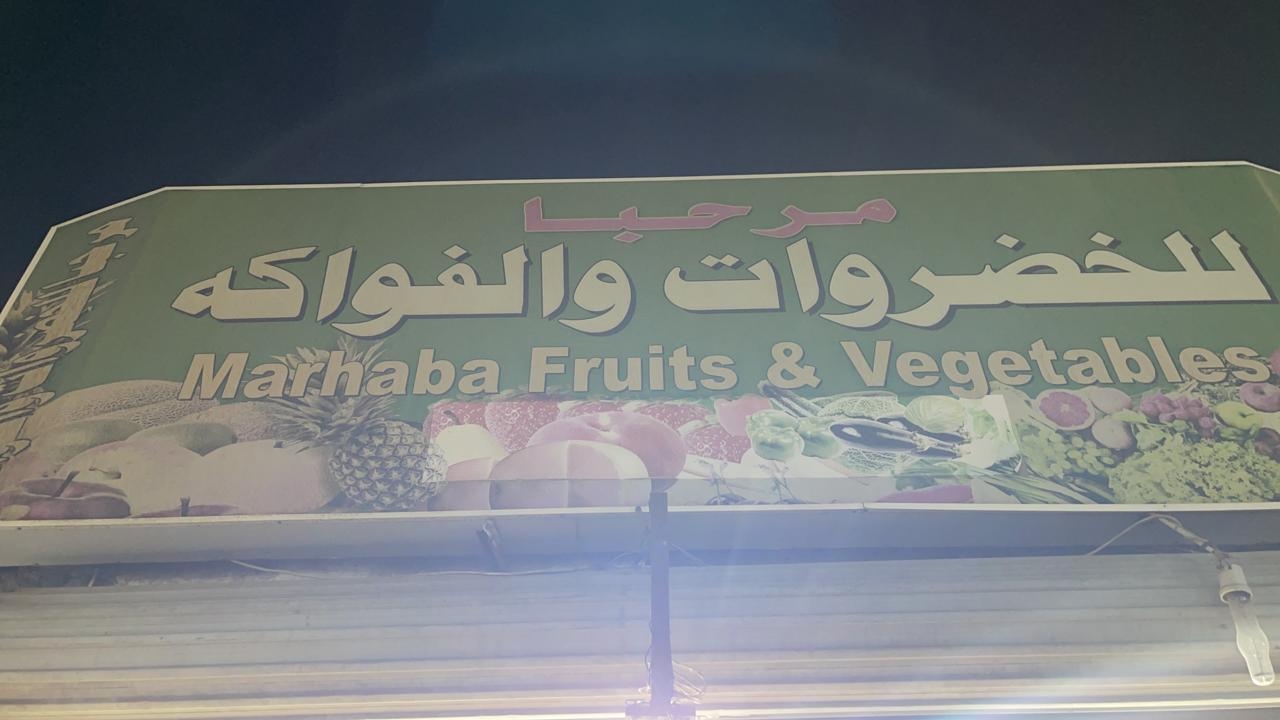 مرحبا
للخضروات والفواكه
Marhaba Fruits & Vegetables